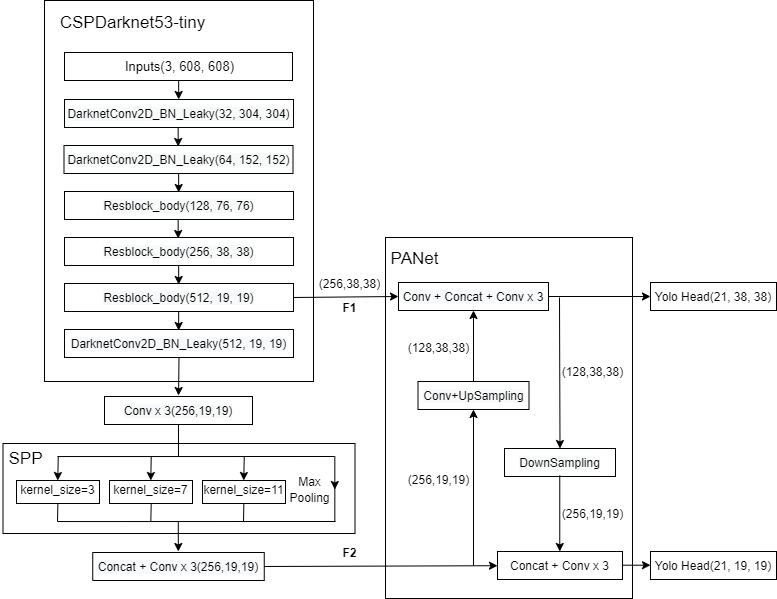 CSPDarknet53-tiny
Inputs(3, 608, 608)
DarknetConv2D_BN_Leaky(32, 304, 304)
DarknetConv2D_BN_Leaky(64, 152, 152)
Resblock_body(128, 76, 76)
Resblock_body(256, 38, 38)
Resblock_body(512, 19, 19)
DarknetConv2D_BN_Leaky(512, 19, 19)
Conv x 3(256,19,19)
SPP
kernel_size=3
kernel_size=7
kernel_size=11
Max
Pooling
Concat + Conv x 3(256,19,19)
(256,38,38)
F1
F2
PANet
Conv + Concat + Conv x 3
(128,38,38)
Conv+UpSampling
(256,19,19)
(128,38,38)
DownSampling
(256,19,19)
Concat + Conv x 3
Yolo Head(21, 38, 38)
Yolo Head(21, 19, 19)